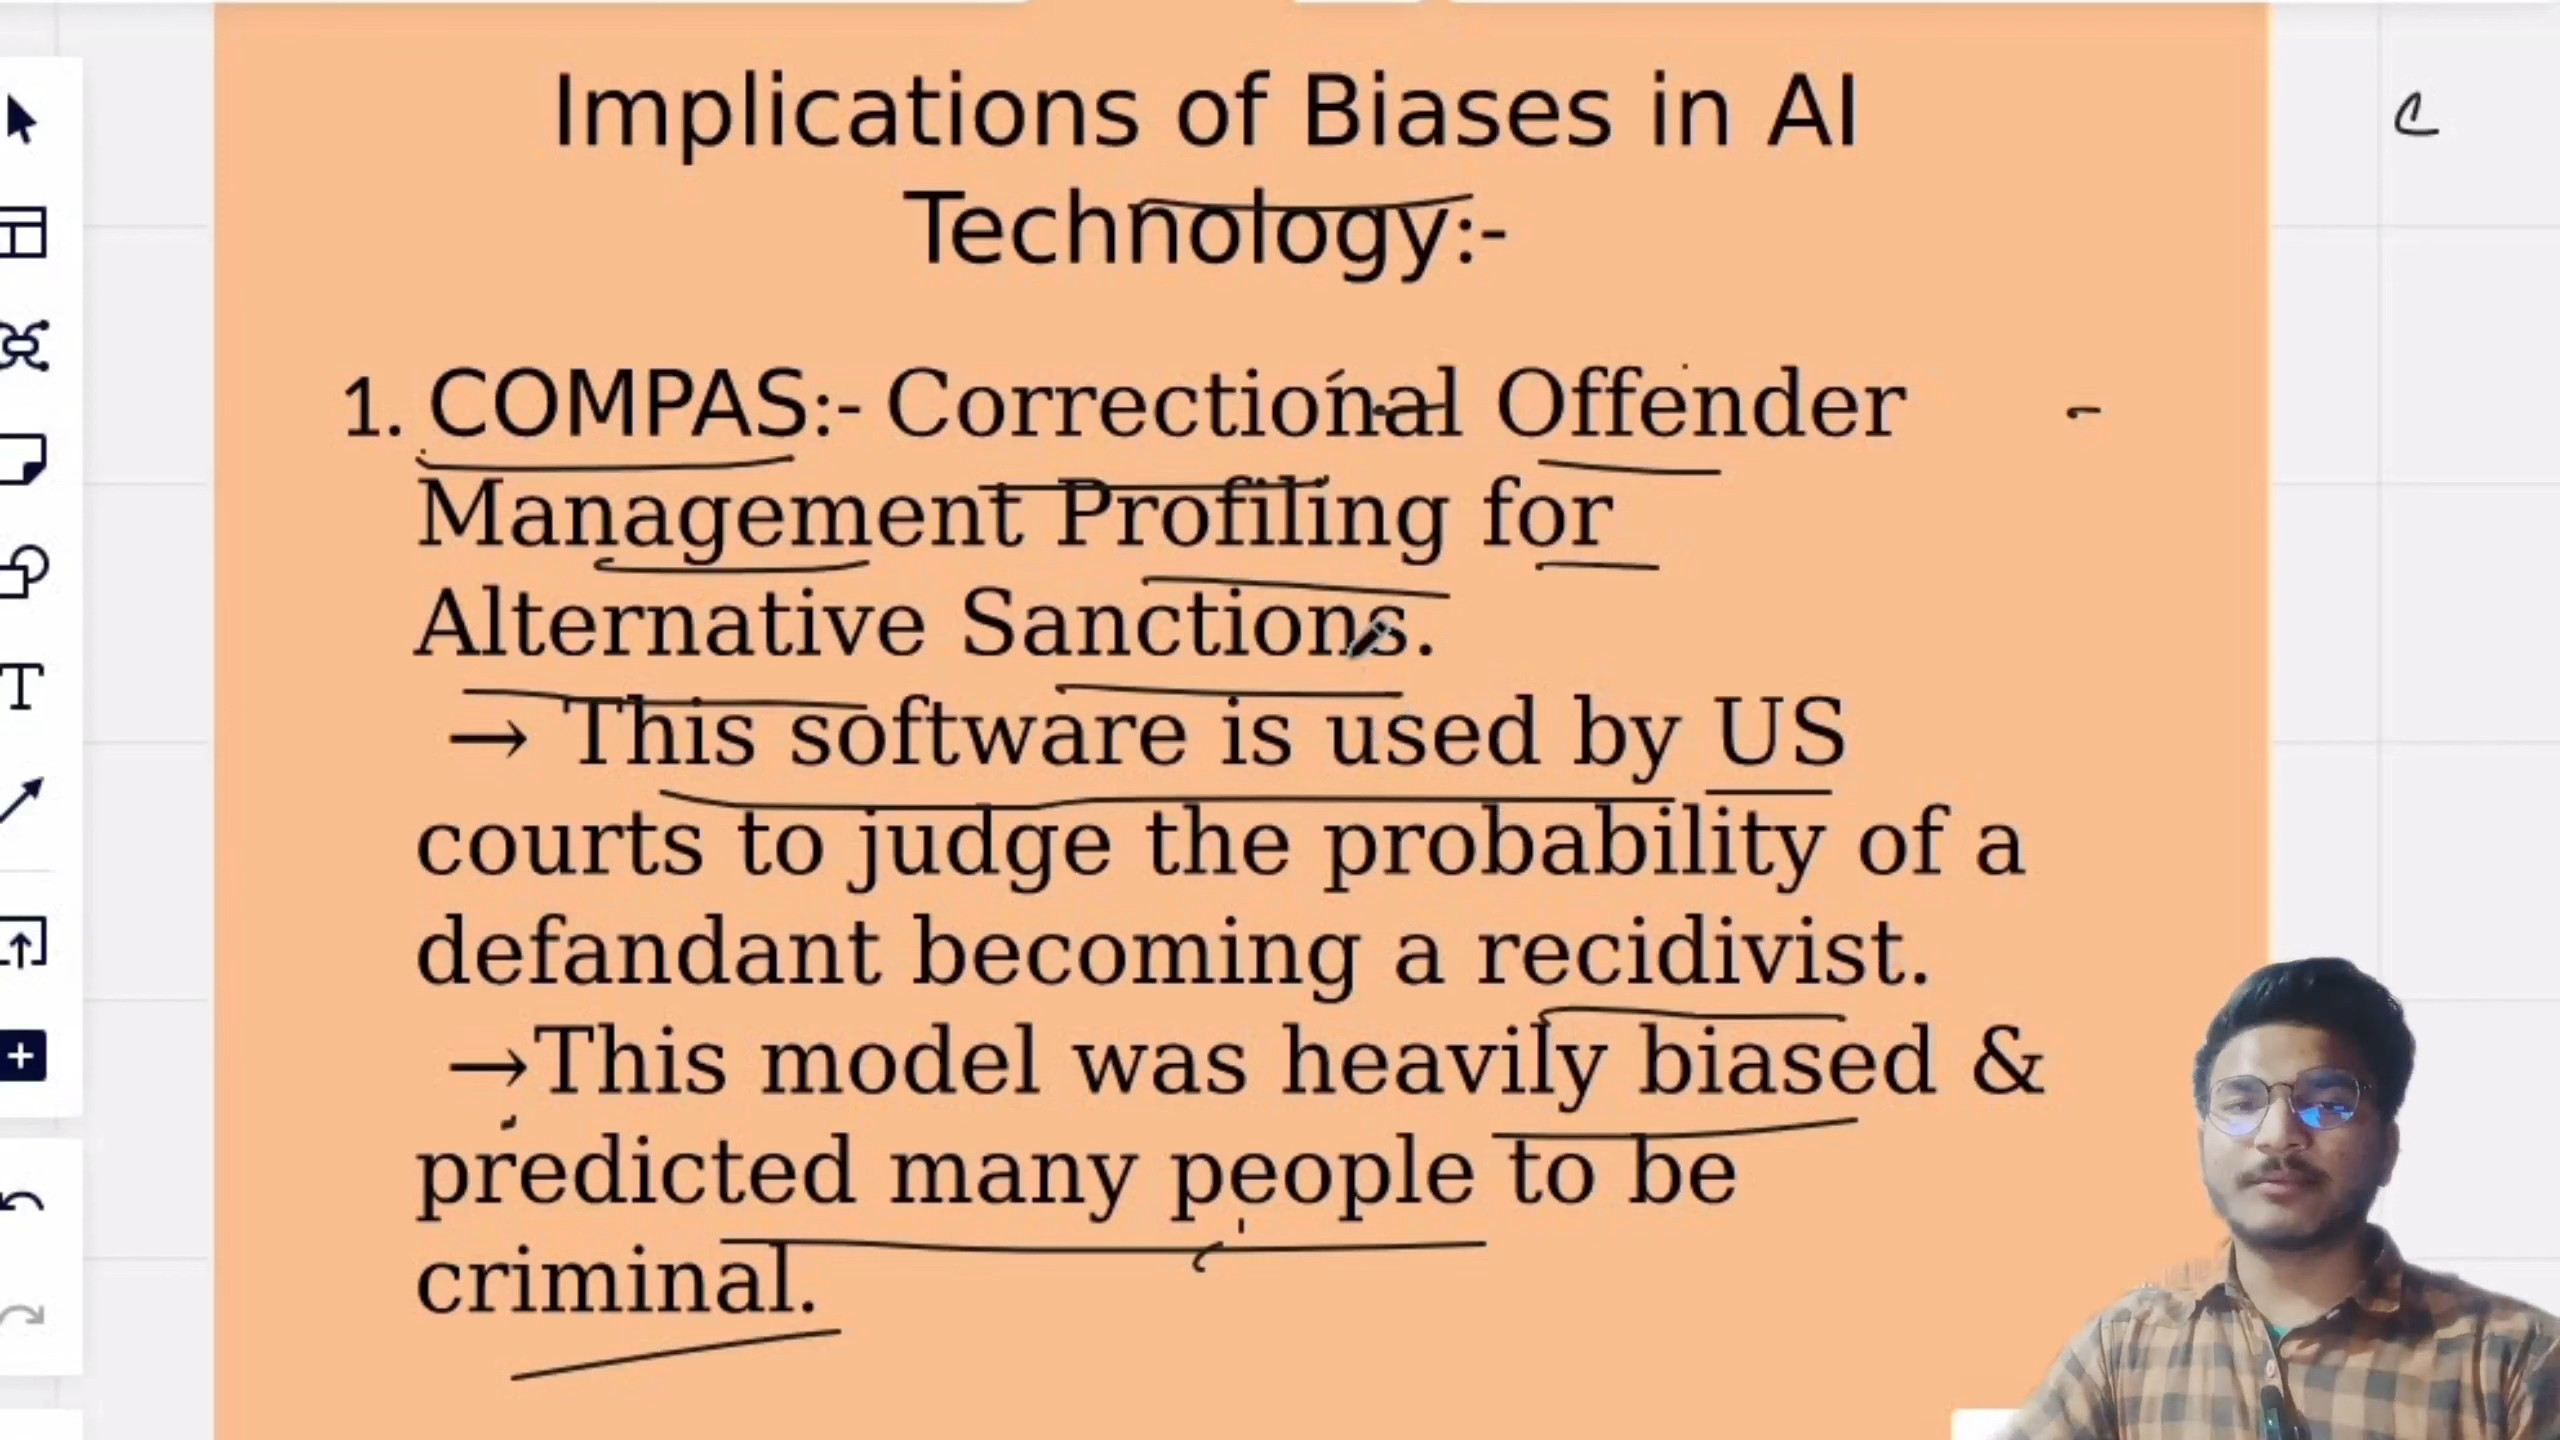 Implications of Biases in AI
Technology:-
1. COMPAS:- Correctional Offender
Management Profiling for
Alternative Sanctions.
→ This software is used by US
courts to judge the probability of a
defandant becoming a recidivist.
→This model was heavily biased &
predicted many people to be
criminal.